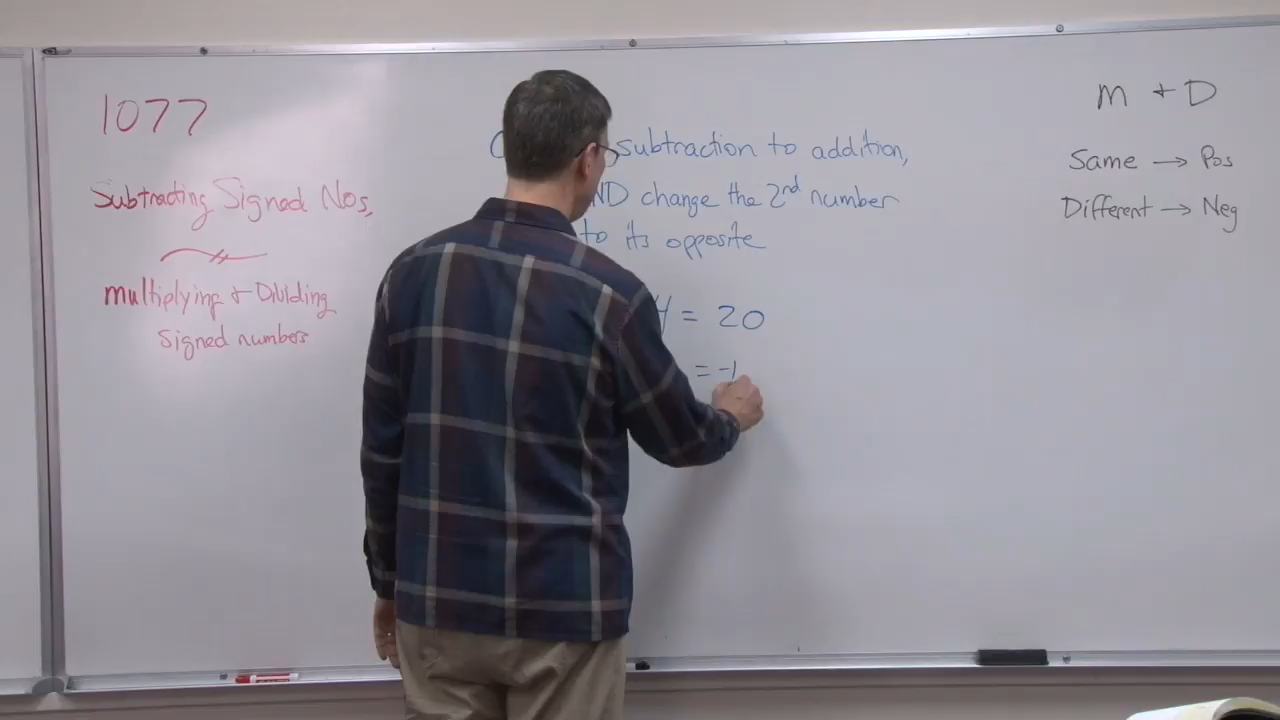 1077
Subtracting Signed Nos,
multiplying + Dividing
signed numbers
subtraction to addition,
change the 2nd number
to its opposite
= 20
= -1
M + D
Same → Pos
Different → Neg